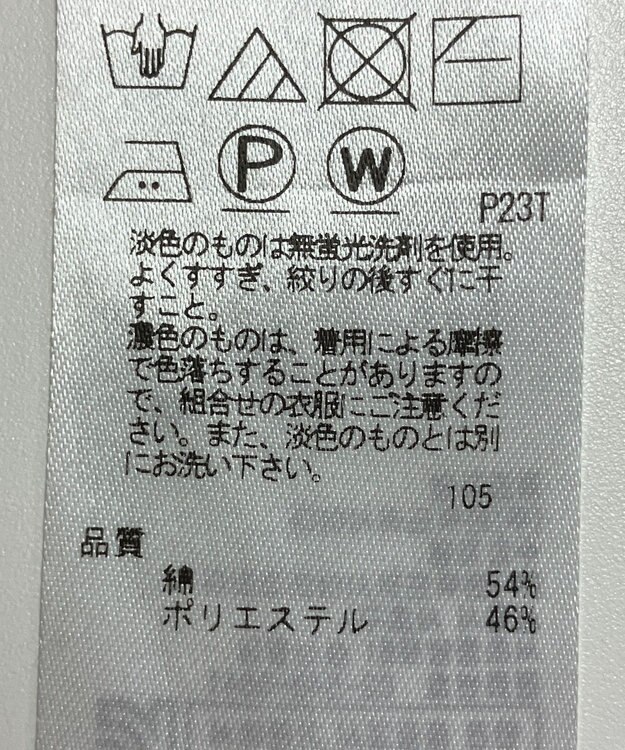 P
W
P23T
淡色のものは無蛍光洗剤を使用。
よくすすぎ、絞りの後すぐに干
すこと。
濃色のものは、着用による摩擦
で色落ちすることがありますの
で、組合せの衣服にご注意くだ
さい。また、淡色のものとは別
にお洗い下さい。
105
品質
綿 54%
ポリエステル 46%